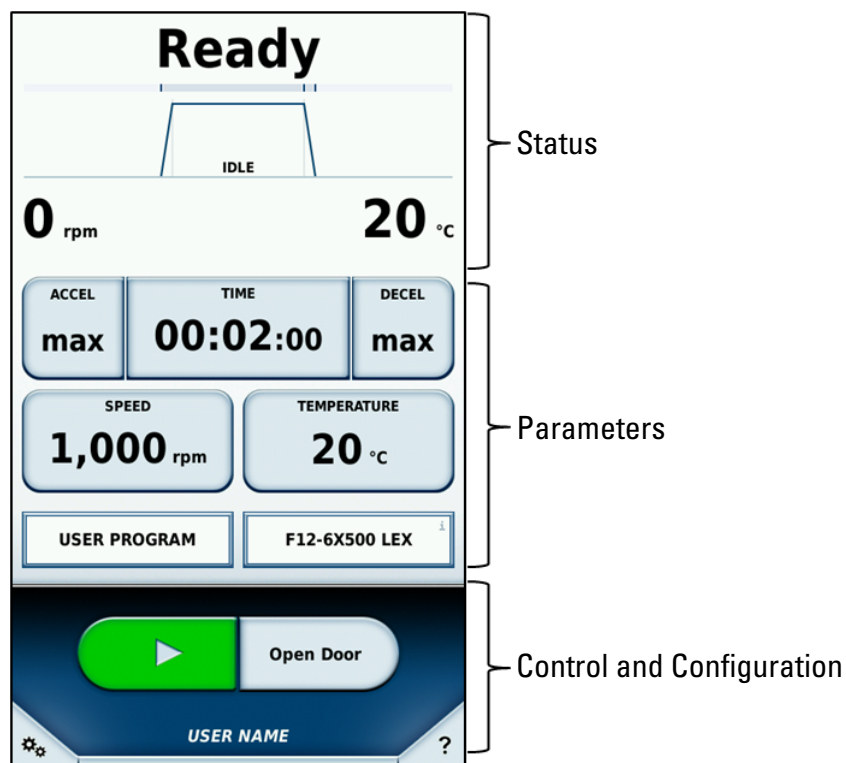 Ready
IDLE
0 rpm
20 °C
Status
ACCEL
max
TIME
00:02:00
DECEL
max
SPEED
1,000 rpm
TEMPERATURE
20 °C
Parameters
USER PROGRAM
F12-6X500 LEX
i
Open Door
Control and Configuration
USER NAME
?